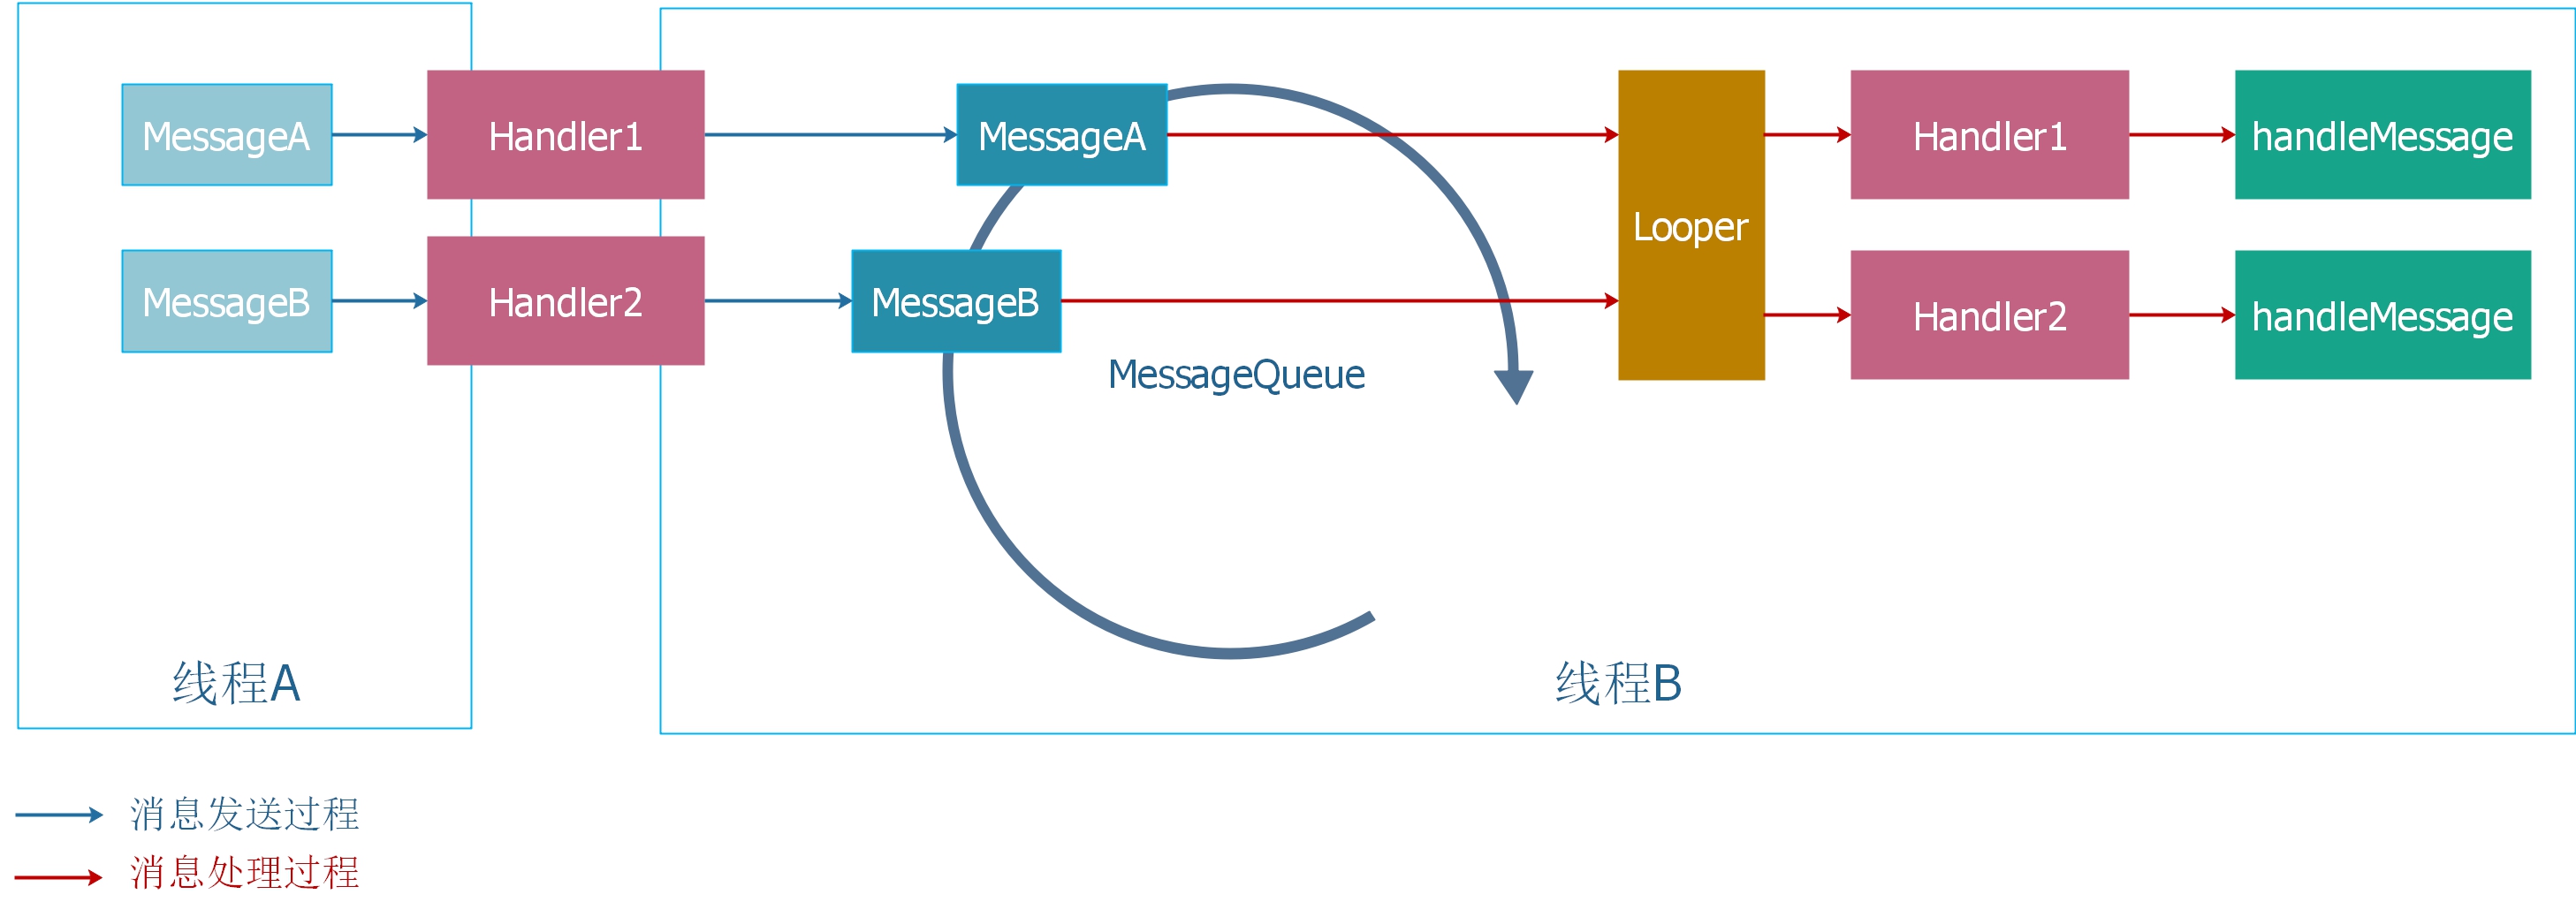 MessageA
Handler1
MessageA
Handler1
handleMessage
Looper
MessageB
Handler2
MessageB
Handler2
handleMessage
MessageQueue
线程A
线程B
消息发送过程
消息处理过程